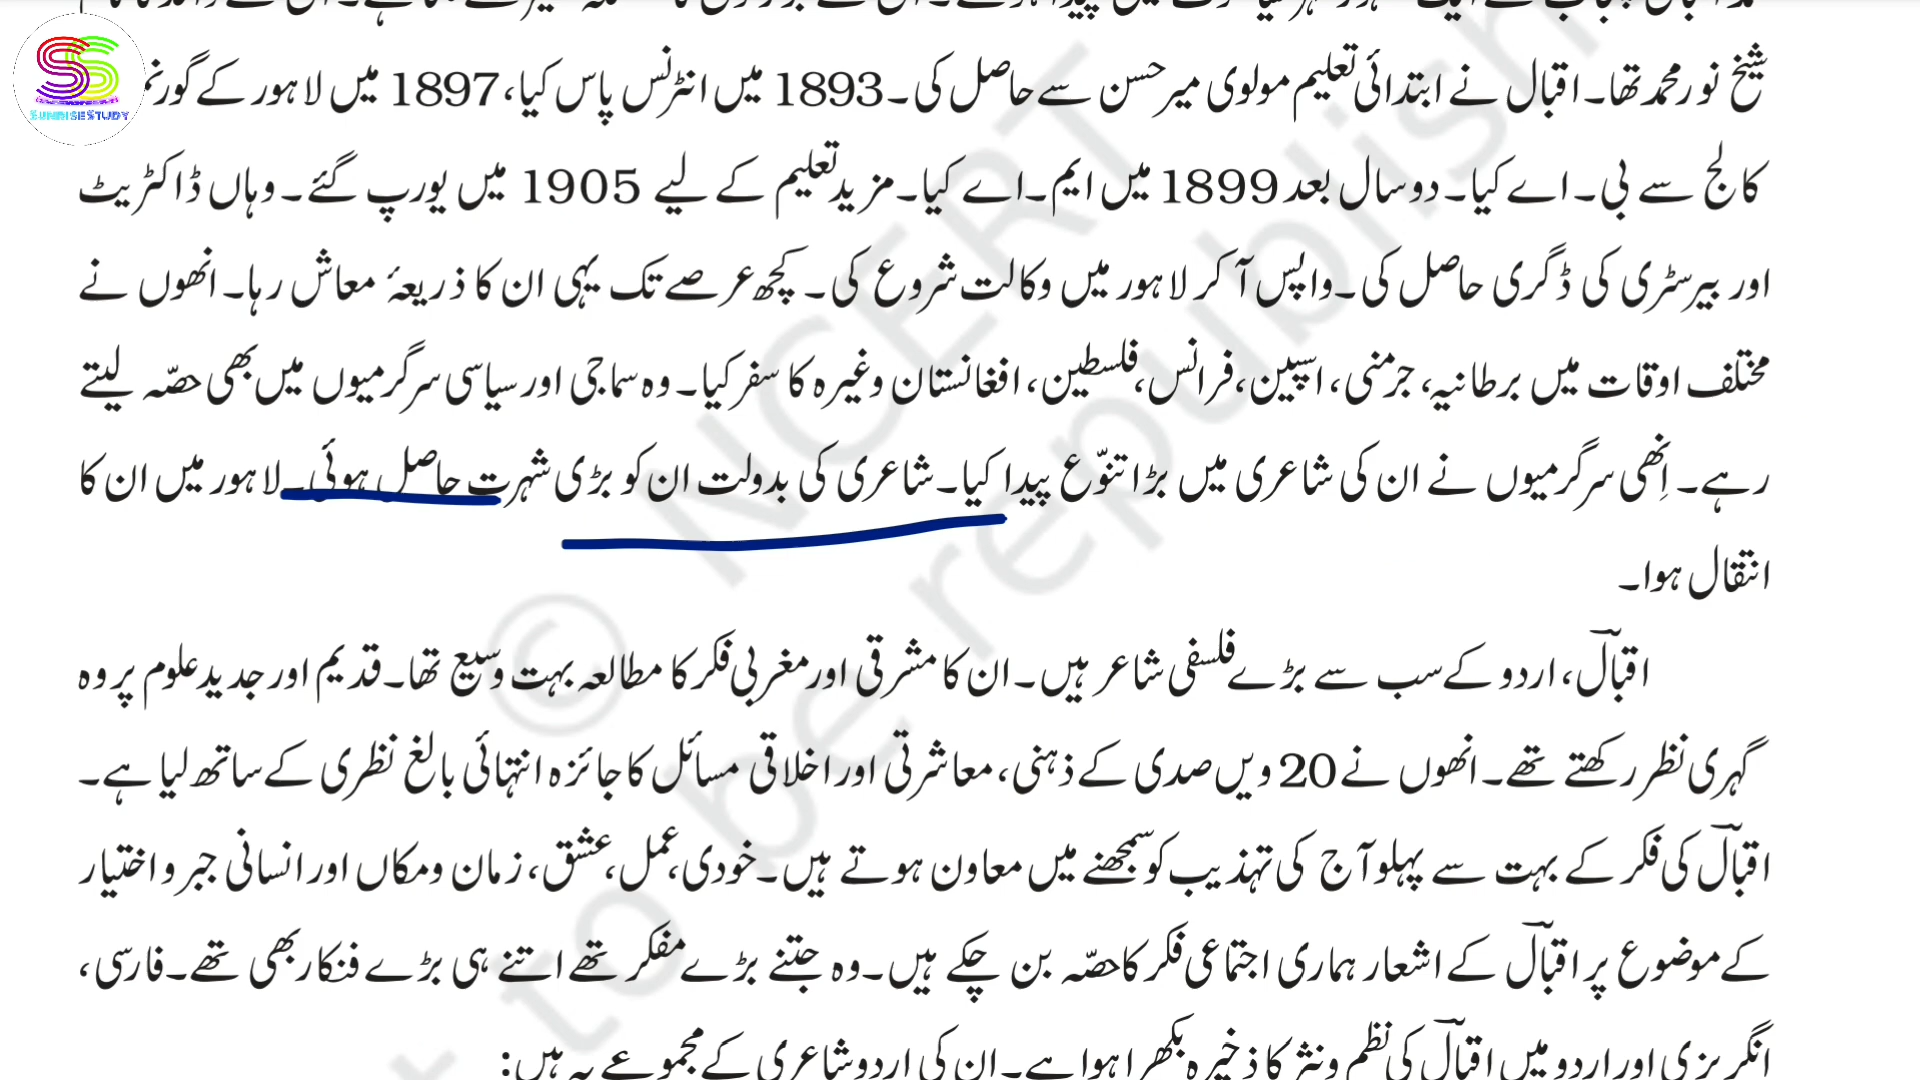 شیخ نور محمد تھا۔ اقبال نے ابتدائی تعلیم مولوی میر حسن سے حاصل کی۔ 1893 میں انٹرنس پاس کیا، 1897 میں لاہور کے
کالج سے بی۔ اے کیا۔ دو سال بعد 1899 میں ایم۔ اے کیا۔ مزید تعلیم کے لیے 1905 میں یورپ گئے۔ وہاں ڈاکٹریٹ
اور بیرسٹری کی ڈگری حاصل کی۔ واپس آکر لاہور میں وکالت شروع کی۔ کچھ عرصے تک یہی ان کا ذریعۂ معاش رہا۔ انھوں نے
مختلف اوقات میں برطانیہ، جرمنی، اسپین، فرانس، فلسطین، افغانستان وغیرہ کا سفر کیا۔ وہ سماجی اور سیاسی سرگرمیوں میں بھی حصّہ لیتے
رہے۔ اِنھی سرگرمیوں نے ان کی شاعری میں بڑا تنوّع پیدا کیا۔ شاعری کی بدولت ان کو بڑی شہرت حاصل ہوئی۔ لاہور میں ان کا
انتقال ہوا۔
اقبالؔ، اردو کے سب سے بڑے فلسفی شاعر ہیں۔ ان کا مشرقی اور مغربی فکر کا مطالعہ بہت وسیع تھا۔ قدیم اور جدید علوم پر وہ
گہری نظر رکھتے تھے۔ انھوں نے 20 ویں صدی کے ذہنی، معاشرتی اور اخلاقی مسائل کا جائزہ انتہائی بالغ نظری کے ساتھ لیا ہے۔
اقبالؔ کی فکر کے بہت سے پہلو آج کی تہذیب کو سمجھنے میں معاون ہوتے ہیں۔ خودی، عمل، عشق، زمان ومکاں اور انسانی جبر و اختیار
کے موضوع پر اقبالؔ کے اشعار ہماری اجتماعی فکر کا حصّہ بن چکے ہیں۔ وہ جتنے بڑے مفکر تھے اتنے ہی بڑے فنکار بھی تھے۔ فارسی،
انگریزی اور اردو میں اقبالؔ کی نظم ونثر کا ذخیرہ بکھرا ہوا ہے۔ ان کی اردو شاعری کے مجموعے یہ ہیں:
SUNRISESTUDY
© NCERT
to be republish